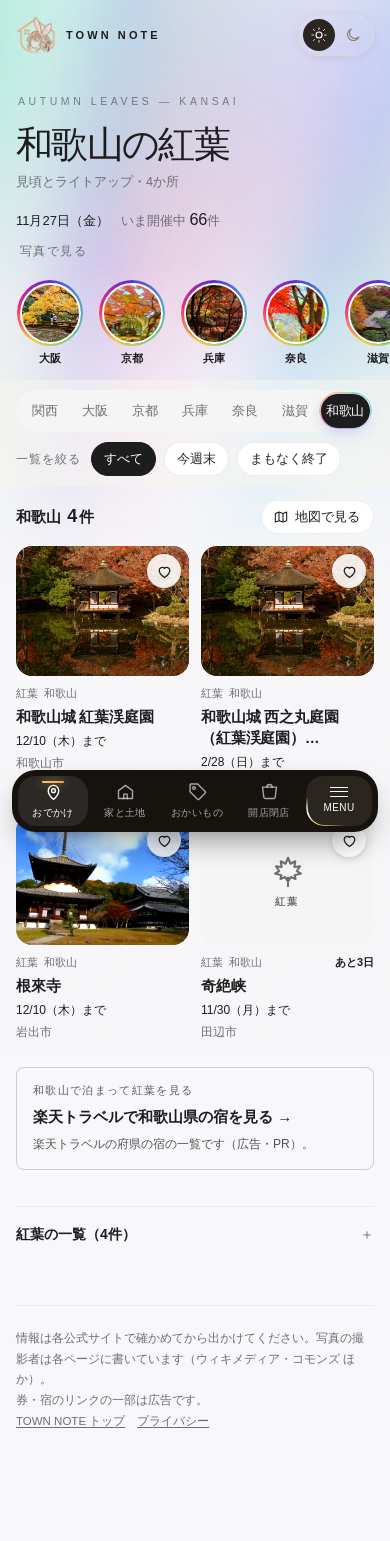 TOWN NOTE
AUTUMN LEAVES — KANSAI
和歌山の紅葉
見頃とライトアップ・4か所
11月27日（金） いま開催中 66件
写真で見る
大阪 京都 兵庫 奈良 滋賀
関西 大阪 京都 兵庫 奈良 滋賀 和歌山
一覧を絞る すべて 今週末 まもなく終了
和歌山 4件 地図で見る
紅葉 和歌山
和歌山城 紅葉渓庭園
12/10（木）まで
和歌山市
紅葉 和歌山
和歌山城 西之丸庭園
（紅葉渓庭園）…
2/28（日）まで
おでかけ 家と土地 おかいもの 開店閉店 MENU
紅葉 和歌山
根來寺
12/10（木）まで
岩出市
紅葉
紅葉 和歌山 あと3日
奇絶峡
11/30（月）まで
田辺市
和歌山で泊まって紅葉を見る
楽天トラベルで和歌山県の宿を見る →
楽天トラベルの府県の宿の一覧です（広告・PR）。
紅葉の一覧（4件） ＋
情報は各公式サイトで確かめてから出かけてください。写真の撮
影者は各ページに書いています（ウィキメディア・コモンズ ほ
か）。
券・宿のリンクの一部は広告です。
TOWN NOTE トップ プライバシー